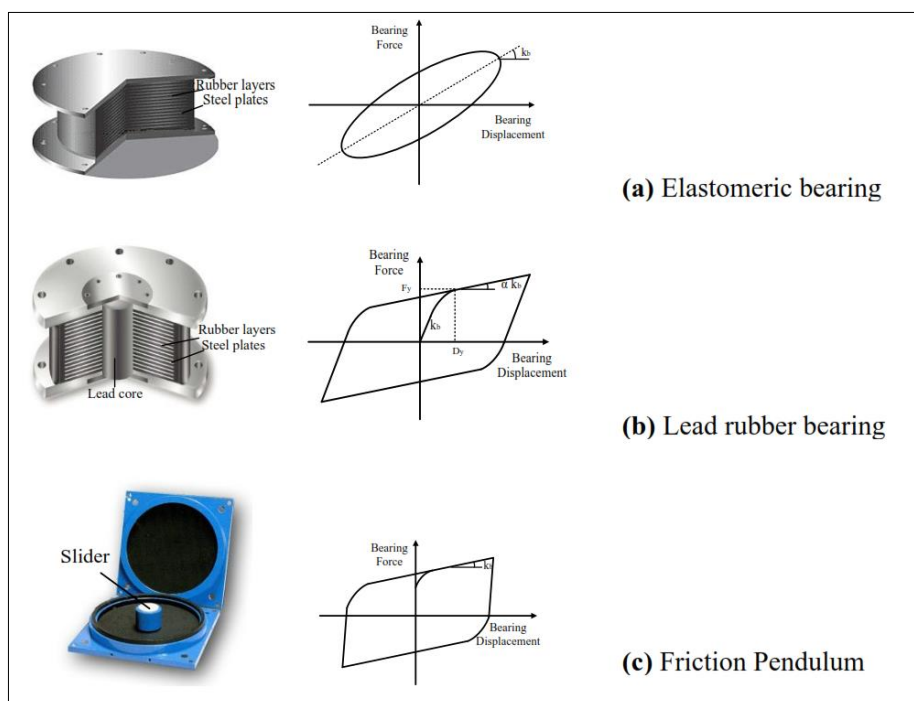 Rubber layers
Steel plates
Bearing
Force
kb
Bearing
Displacement
(a) Elastomeric bearing
Rubber layers
Steel plates
Lead core
Bearing
Force
Fy
α kb
kb
Dy
Bearing
Displacement
(b) Lead rubber bearing
Slider
Bearing
Force
kb
Bearing
Displacement
(c) Friction Pendulum